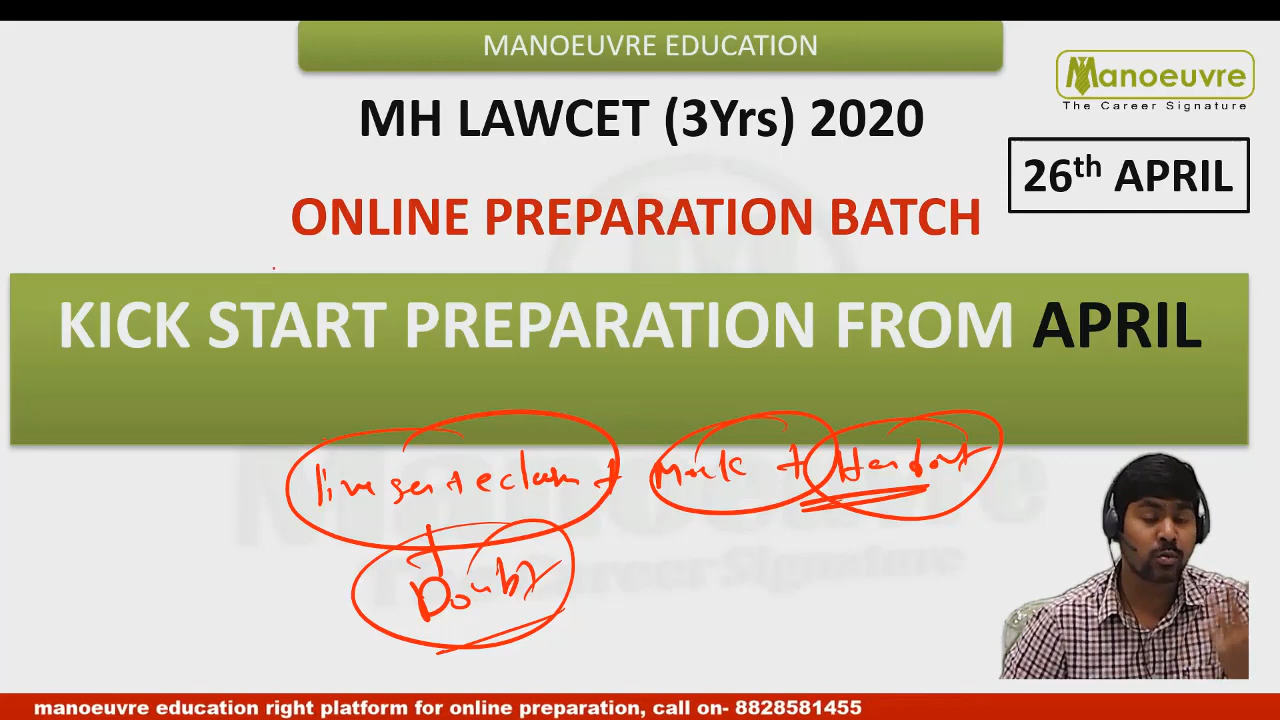 MANOEUVRE EDUCATION
Manoeuvre
The Career Signature
MH LAWCET (3Yrs) 2020
26th APRIL
ONLINE PREPARATION BATCH
KICK START PREPARATION FROM APRIL
live + Mock + Handout
+
Doubt
manoeuvre education right platform for online preparation, call on- 8828581455